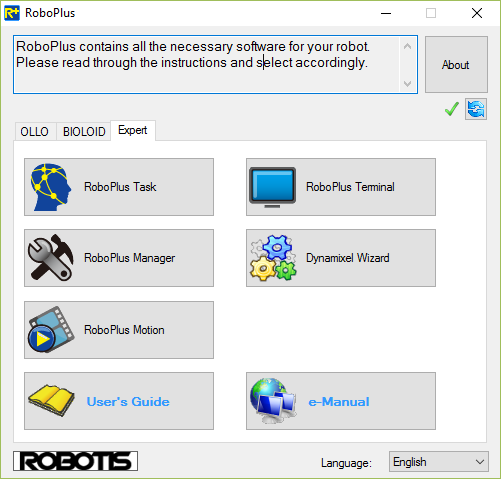 R+ RoboPlus
RoboPlus contains all the necessary software for your robot.
Please read through the instructions and select accordingly.
About
OLLO BIOLOID Expert
RoboPlus Task RoboPlus Terminal
RoboPlus Manager Dynamixel Wizard
RoboPlus Motion
User's Guide e-Manual
ROBOTIS Language: English